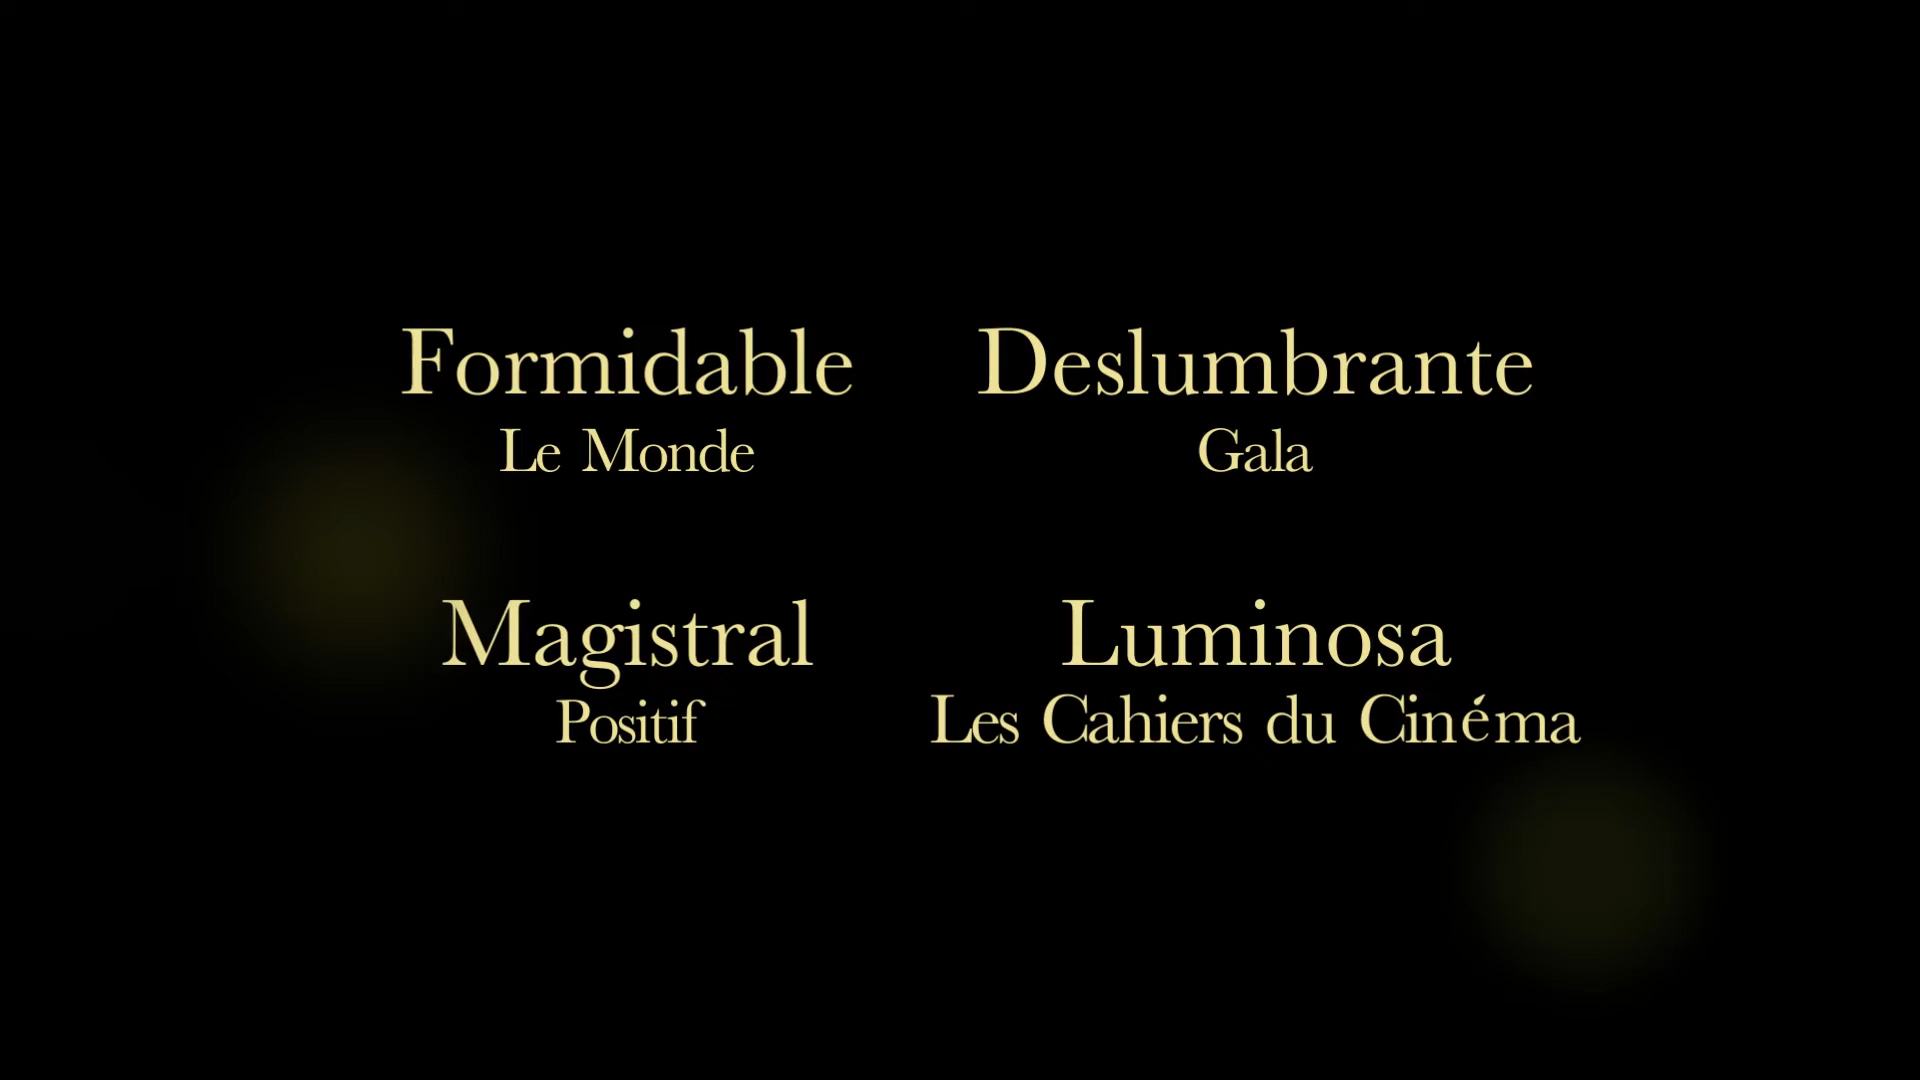 Formidable
Le Monde
Deslumbrante
Gala
Magistral
Positif
Luminosa
Les Cahiers du Cinéma